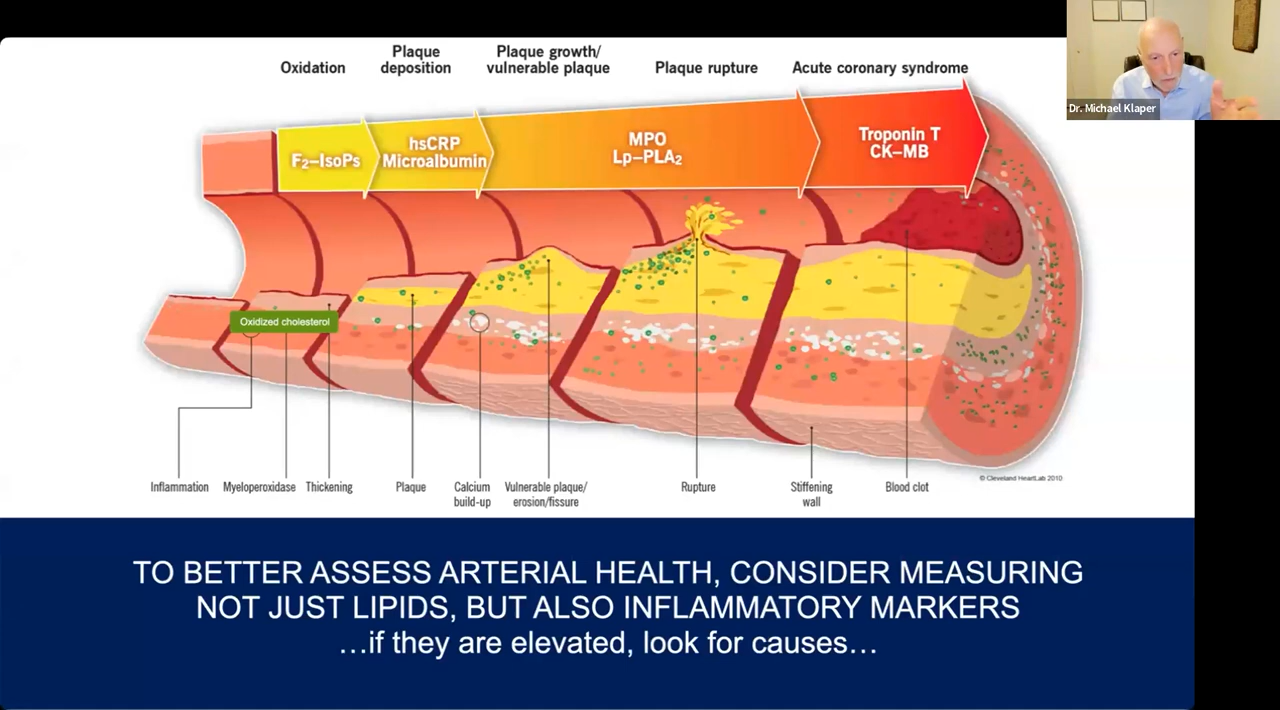 Oxidation
Plaque
deposition
Plaque growth/
vulnerable plaque
Plaque rupture
Acute coronary syndrome
Dr. Michael Klaper
F₂–IsoPs
hsCRP
Microalbumin
MPO
Lp–PLA₂
Troponin T
CK–MB
Oxidized cholesterol
Inflammation
Myeloperoxidase
Thickening
Plaque
Calcium
build-up
Vulnerable plaque/
erosion/fissure
Rupture
Stiffening
wall
Blood clot
© Cleveland HeartLab 2010
TO BETTER ASSESS ARTERIAL HEALTH, CONSIDER MEASURING
NOT JUST LIPIDS, BUT ALSO INFLAMMATORY MARKERS
…if they are elevated, look for causes…